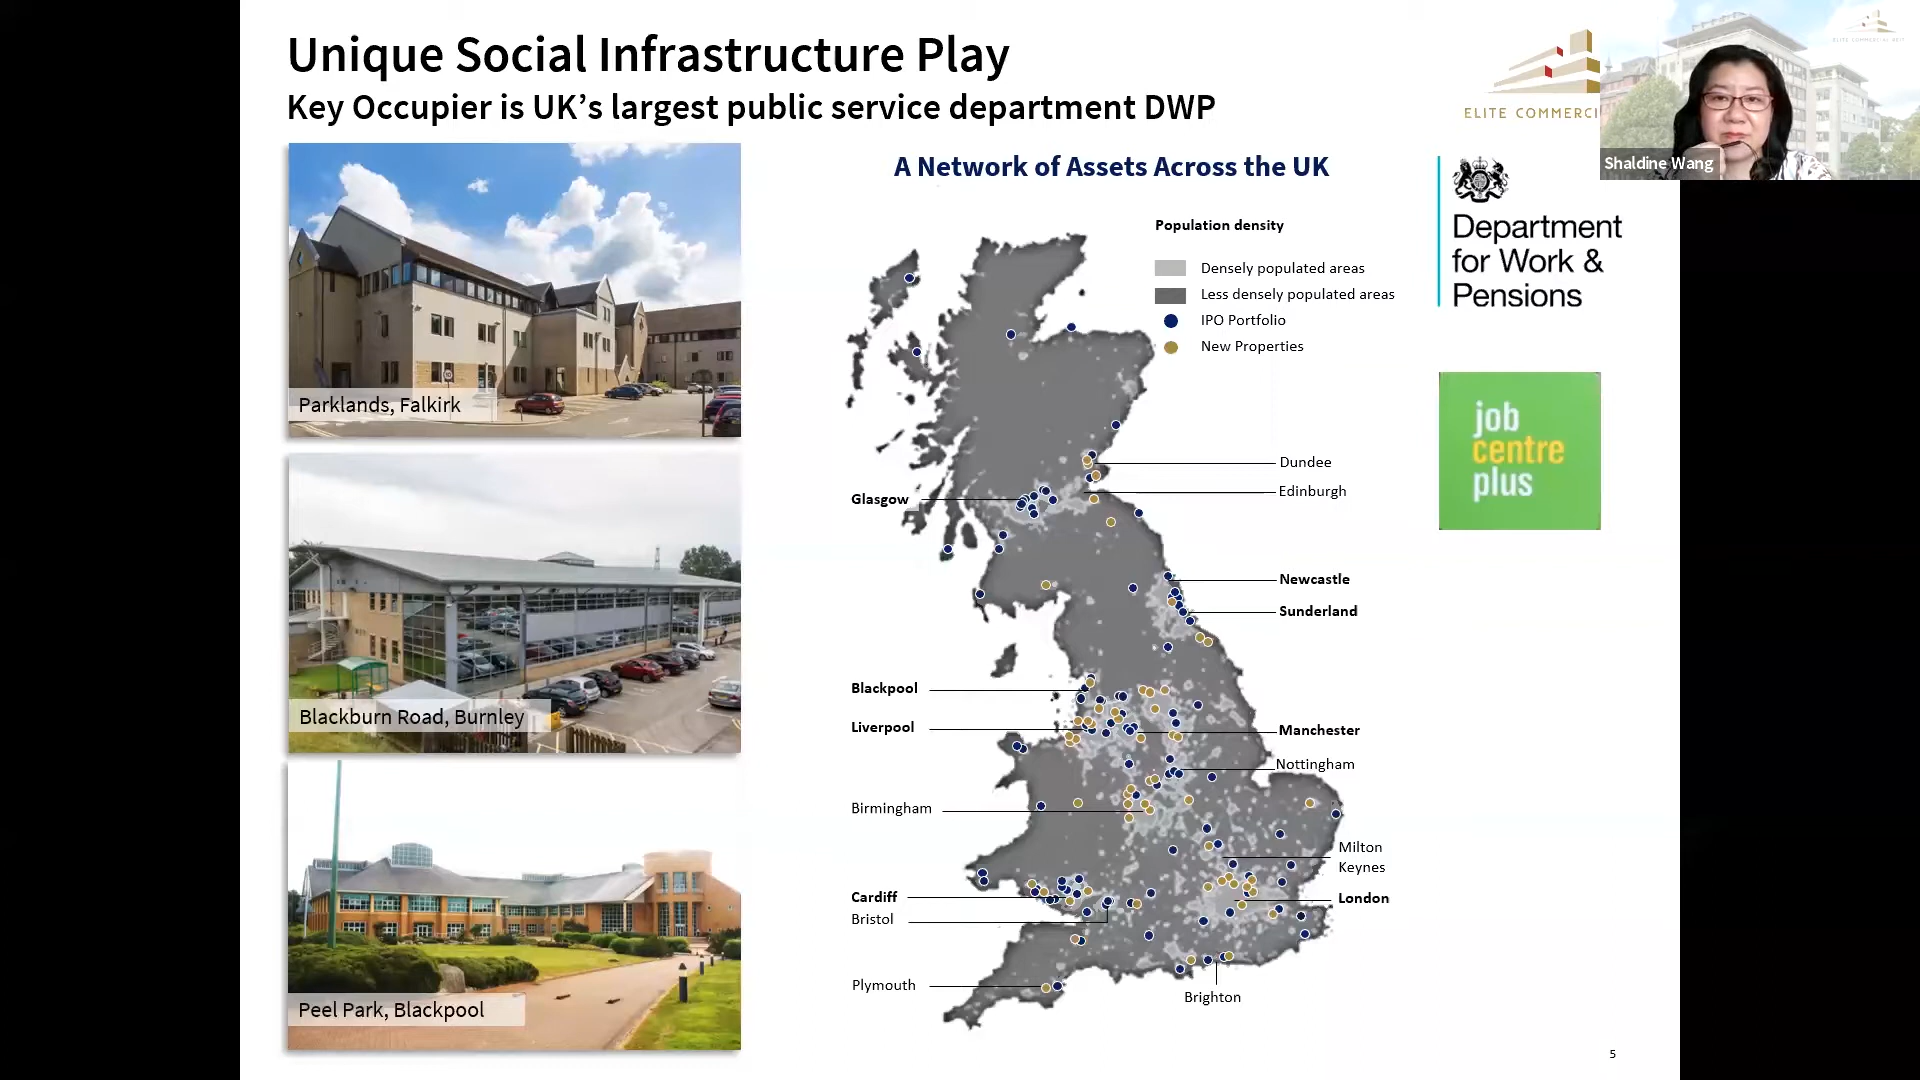 Unique Social Infrastructure Play
Key Occupier is UK's largest public service department DWP
ELITE COMMERCI
Shaldine Wang
Parklands, Falkirk
Blackburn Road, Burnley
Peel Park, Blackpool
A Network of Assets Across the UK
Population density
Densely populated areas
Less densely populated areas
IPO Portfolio
New Properties
Dundee
Edinburgh
Glasgow
Newcastle
Sunderland
Blackpool
Liverpool
Manchester
Nottingham
Birmingham
Milton
Keynes
Cardiff
London
Bristol
Plymouth
Brighton
Department
for Work &
Pensions
job
centre
plus
5